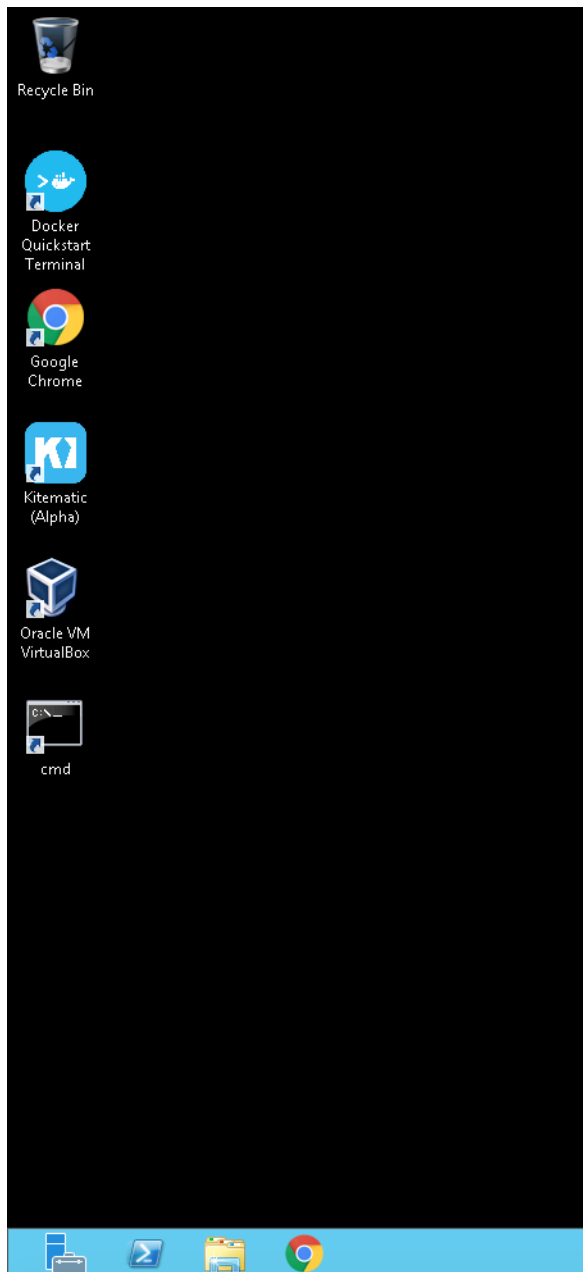 Recycle Bin
Docker
Quickstart
Terminal
Google
Chrome
Kitematic
(Alpha)
Oracle VM
VirtualBox
C:\_
cmd